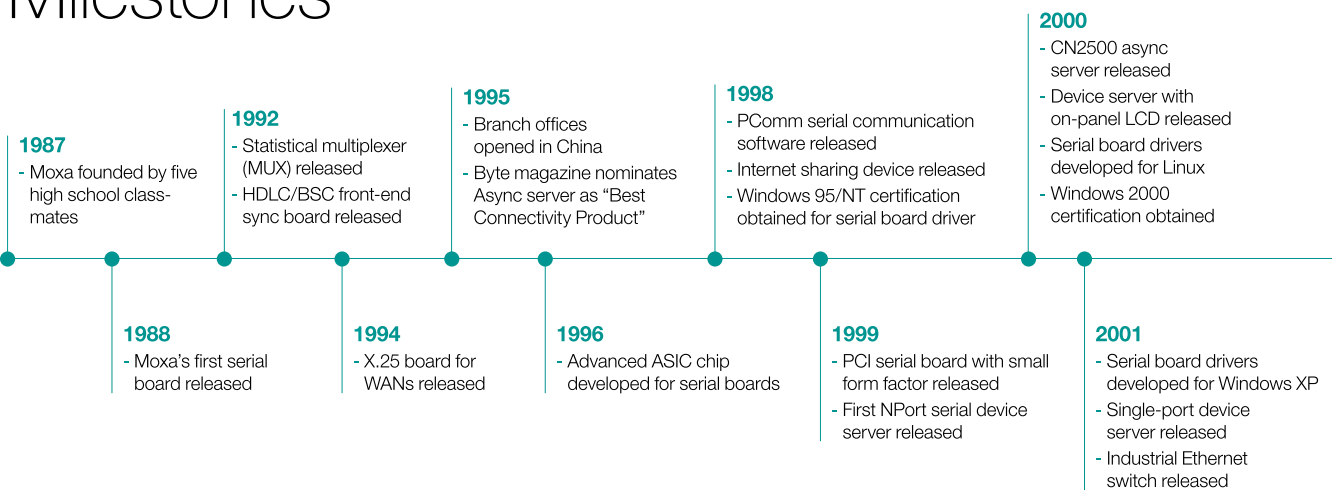 Milestones
1987
- Moxa founded by five
high school class-
mates
1988
- Moxa's first serial
board released
1992
- Statistical multiplexer
(MUX) released
- HDLC/BSC front-end
sync board released
1994
- X.25 board for
WANs released
1995
- Branch offices
opened in China
- Byte magazine nominates
Async server as “Best
Connectivity Product”
1996
- Advanced ASIC chip
developed for serial boards
1998
- PComm serial communication
software released
- Internet sharing device released
- Windows 95/NT certification
obtained for serial board driver
1999
- PCI serial board with small
form factor released
- First NPort serial device
server released
2000
- CN2500 async
server released
- Device server with
on-panel LCD released
- Serial board drivers
developed for Linux
- Windows 2000
certification obtained
2001
- Serial board drivers
developed for Windows XP
- Single-port device
server released
- Industrial Ethernet
switch released